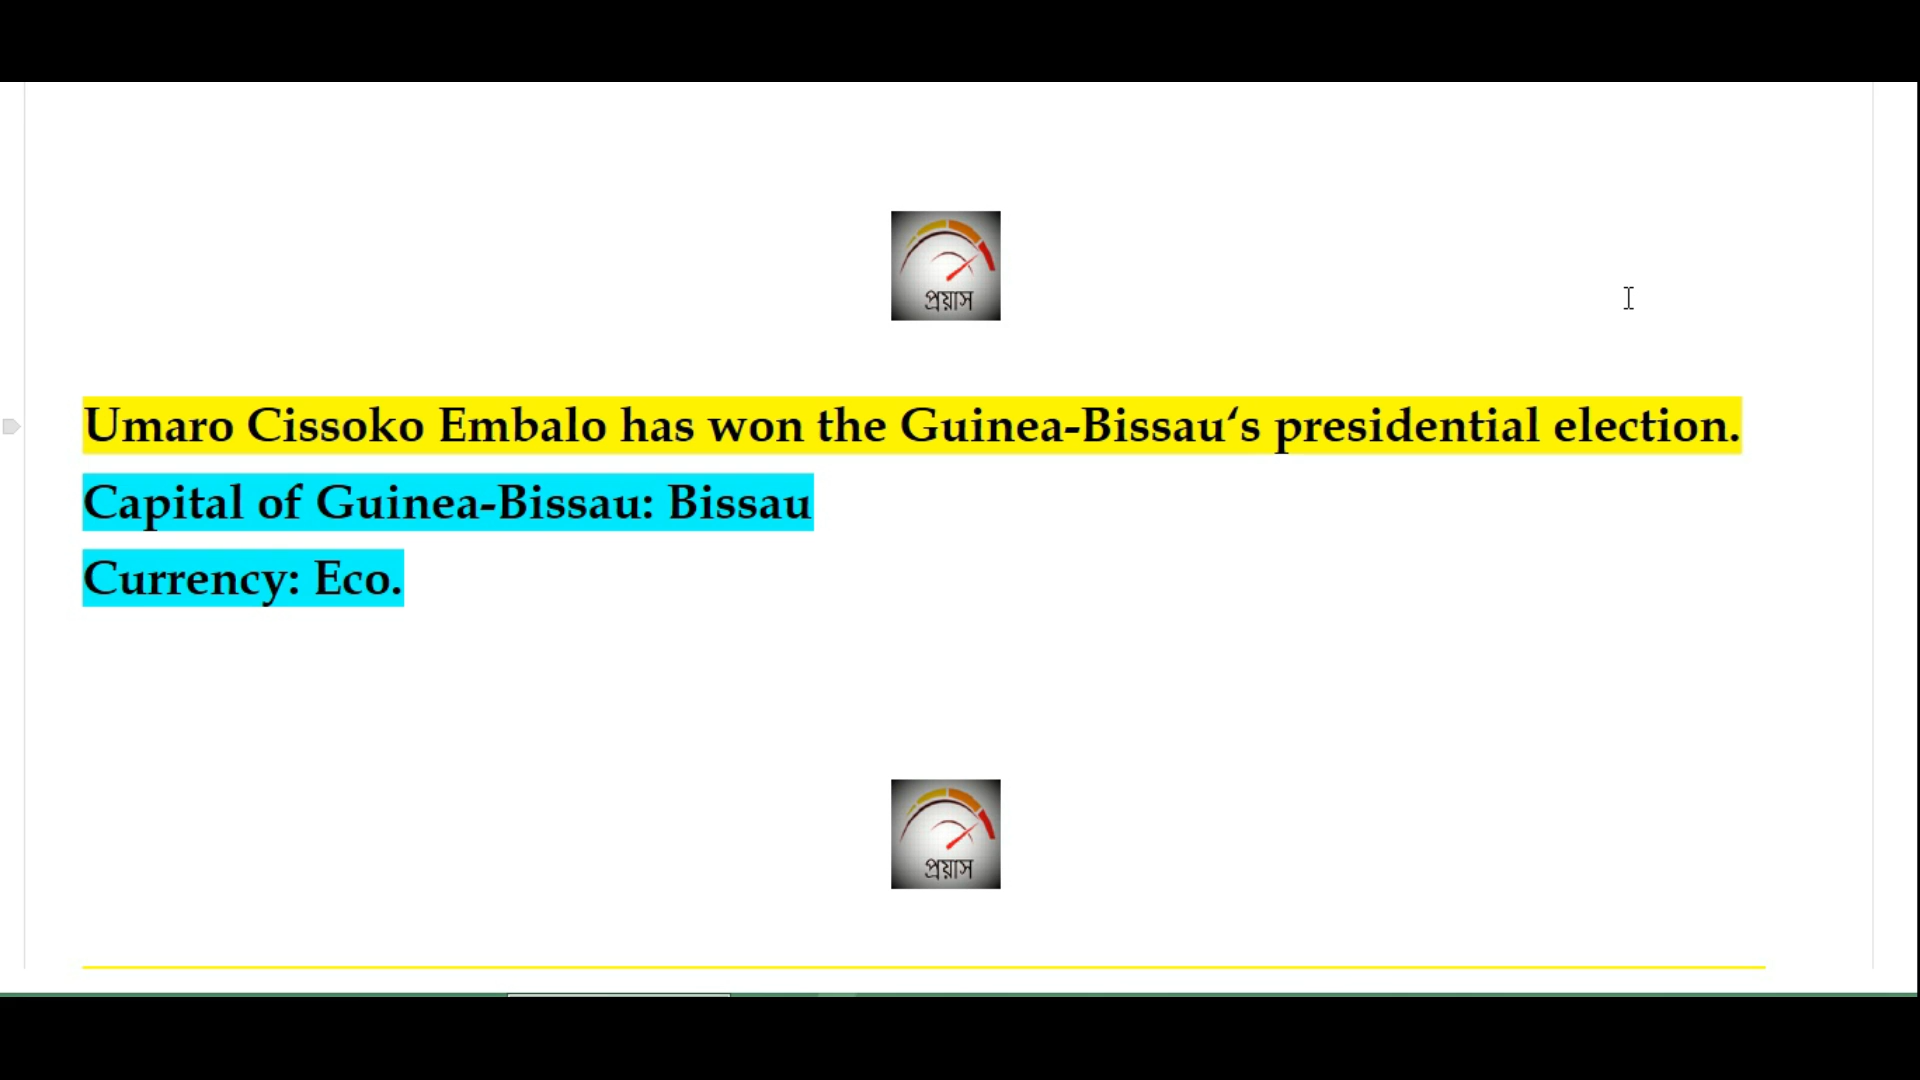 প্রয়াস
Umaro Cissoko Embalo has won the Guinea-Bissau‘s presidential election.
Capital of Guinea-Bissau: Bissau
Currency: Eco.
প্রয়াস